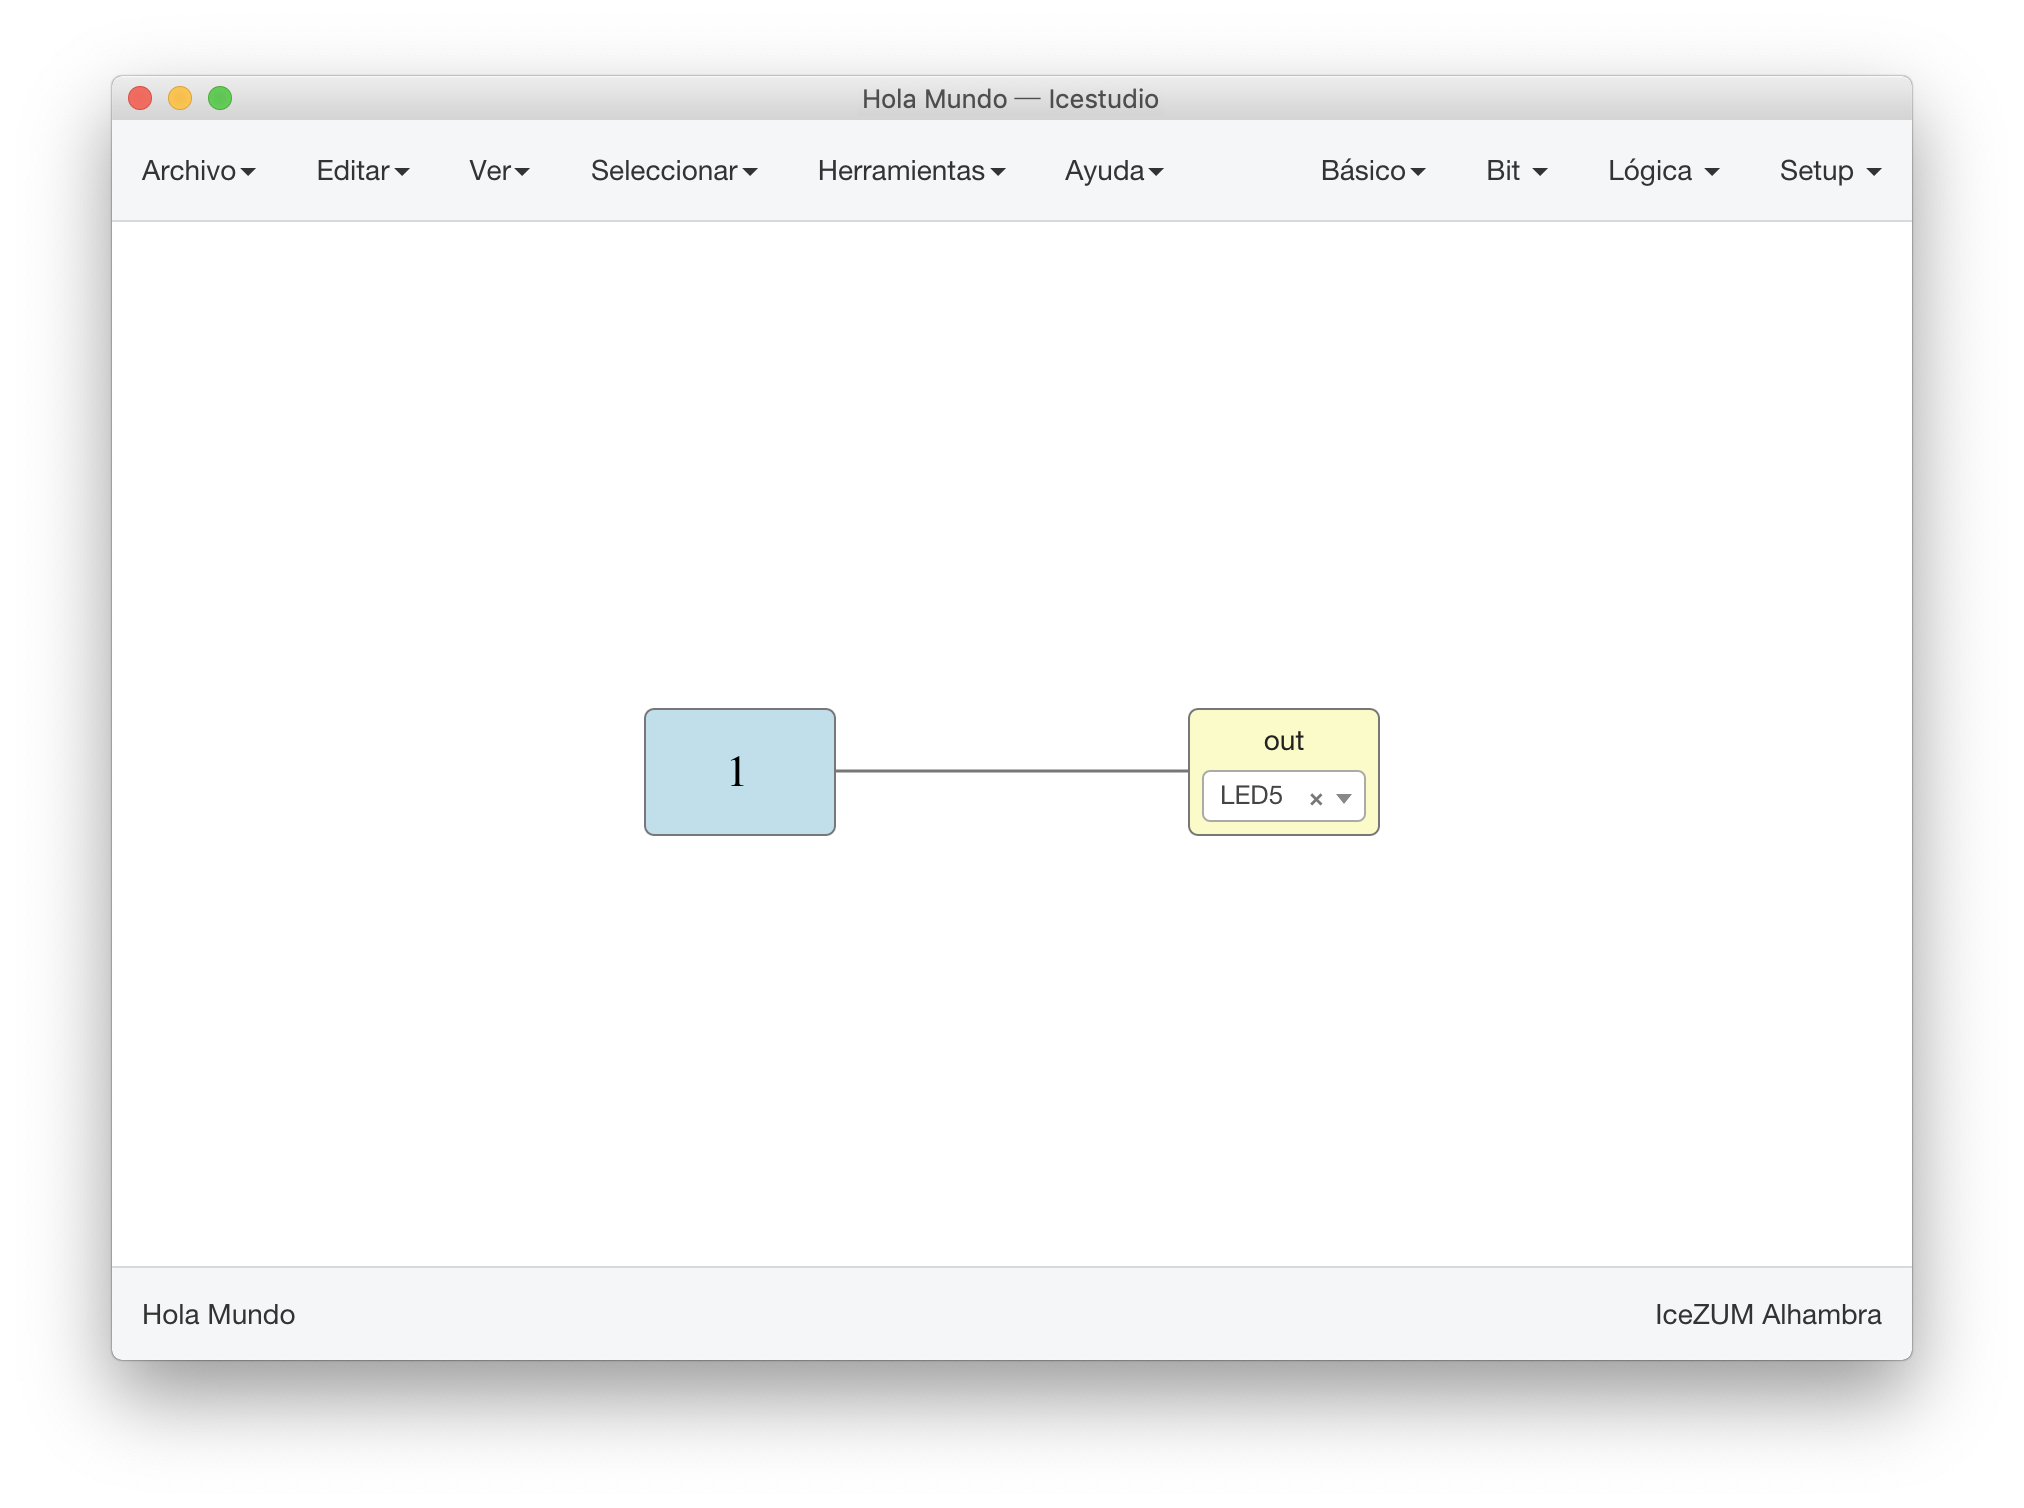 Hola Mundo — Icestudio
Archivo Editar Ver Seleccionar Herramientas Ayuda Básico Bit Lógica Setup
1
out
LED5
Hola Mundo IceZUM Alhambra